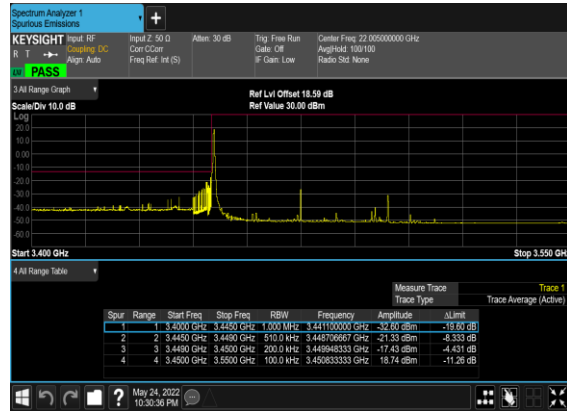 Spectrum Analyzer 1
Spurious Emissions
KEYSIGHT Input: RF Input Z: 50 Ω Atten: 30 dB Trig: Free Run Center Freq: 22.005000000 GHz
R T Coupling: DC Corr CCorr Gate: Off Avg|Hold: 100/100
Align: Auto Freq Ref: Int (S) IF Gain: Low Radio Std: None
PASS
3 All Range Graph
Ref Lvl Offset 18.59 dB
Scale/Div 10.0 dB Ref Value 30.00 dBm
Log
20.0
10.0
0.00
-10.0
-20.0
-30.0
-40.0
-50.0
-60.0
Start 3.400 GHz Stop 3.550 GH
4 All Range Table
Measure Trace Trace 1
Trace Type Trace Average (Active)
Spur Range Start Freq Stop Freq RBW Frequency Amplitude ΔLimit
1 1 3.4000 GHz 3.4450 GHz 1.000 MHz 3.441100000 GHz -32.60 dBm -19.60 dB
2 2 3.4450 GHz 3.4490 GHz 510.0 kHz 3.448706667 GHz -21.33 dBm -8.333 dB
3 3 3.4490 GHz 3.4500 GHz 200.0 kHz 3.449948333 GHz -17.43 dBm -4.431 dB
4 4 3.4500 GHz 3.5500 GHz 100.0 kHz 3.450833333 GHz 18.74 dBm -11.26 dB
? May 24, 2022
10:30:36 PM